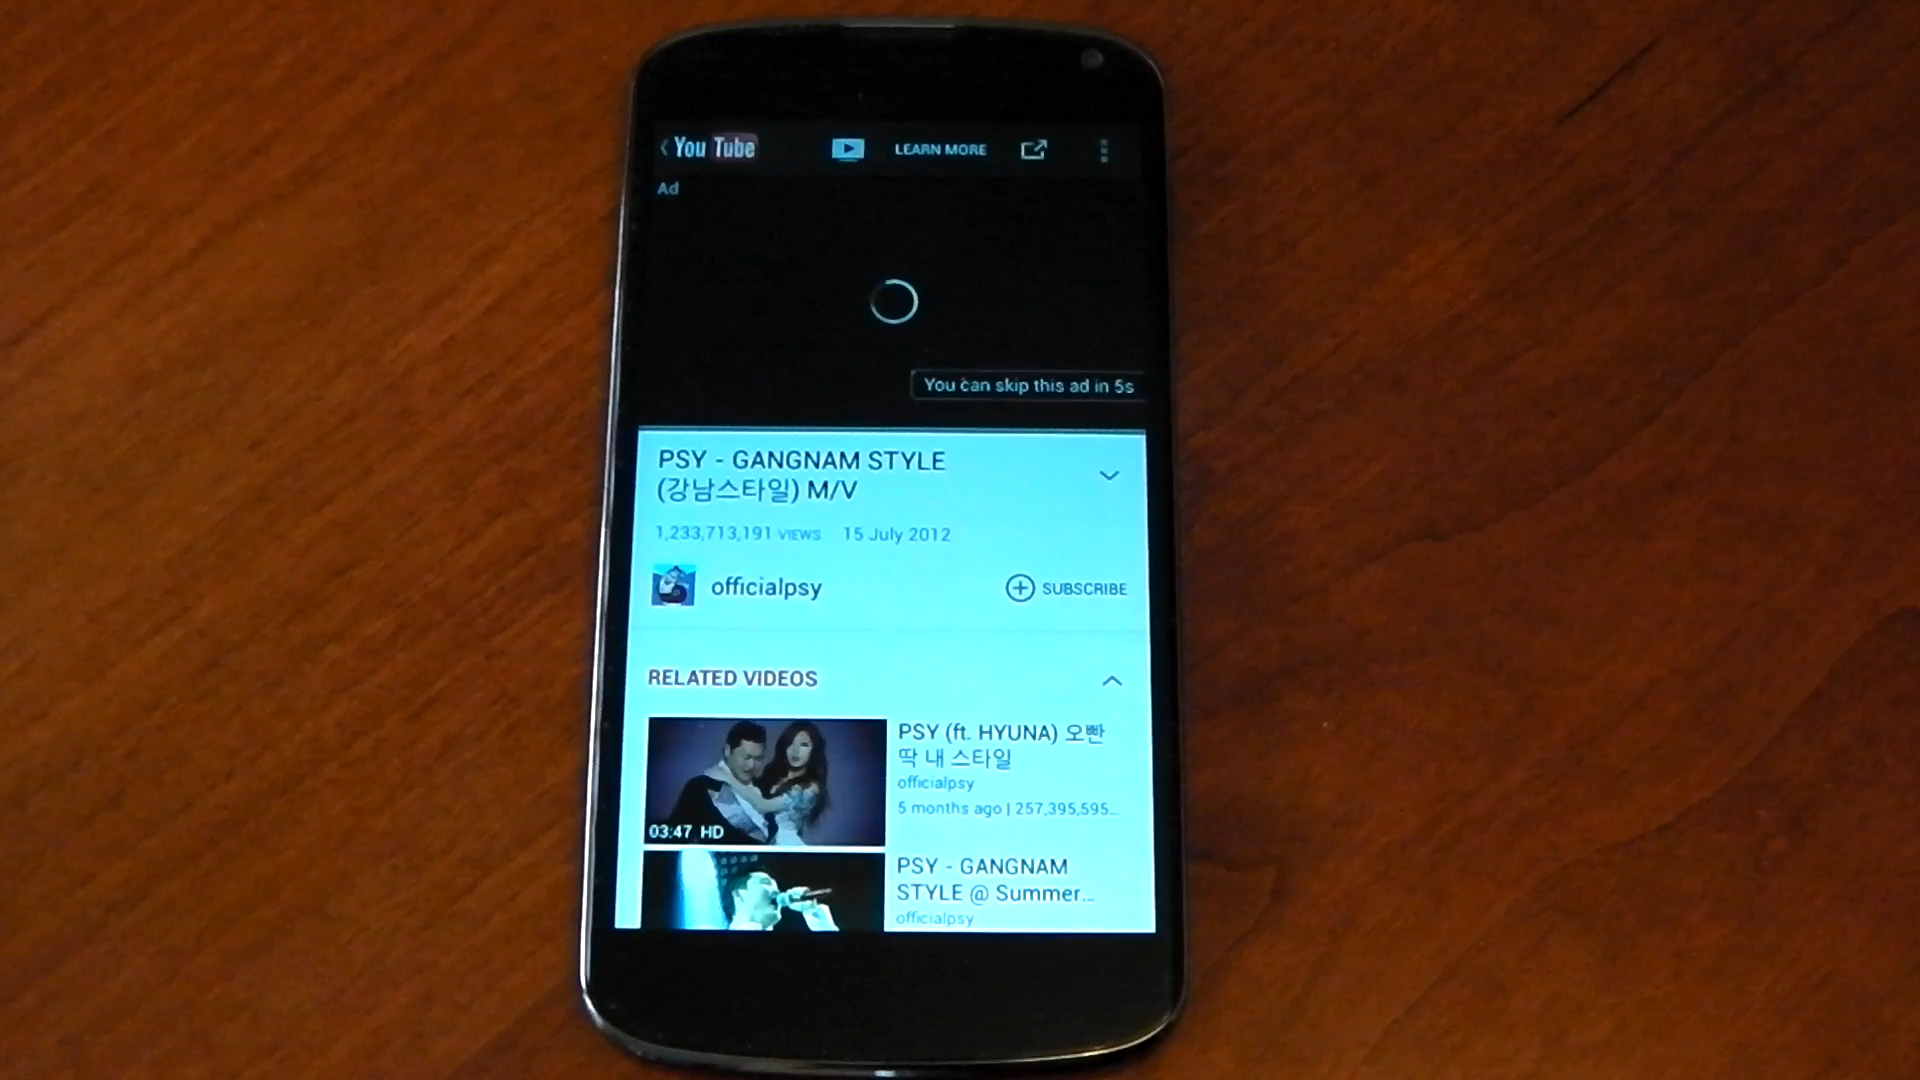 YouTube
LEARN MORE
Ad
You can skip this ad in 5s
PSY - GANGNAM STYLE
(강남스타일) M/V
1,233,713,191 VIEWS 15 July 2012
officialpsy
SUBSCRIBE
RELATED VIDEOS
03:47 HD
PSY (ft. HYUNA) 오빤
딱 내 스타일
officialpsy
5 months ago | 257,395,595...
PSY - GANGNAM
STYLE @ Summer...
officialpsy